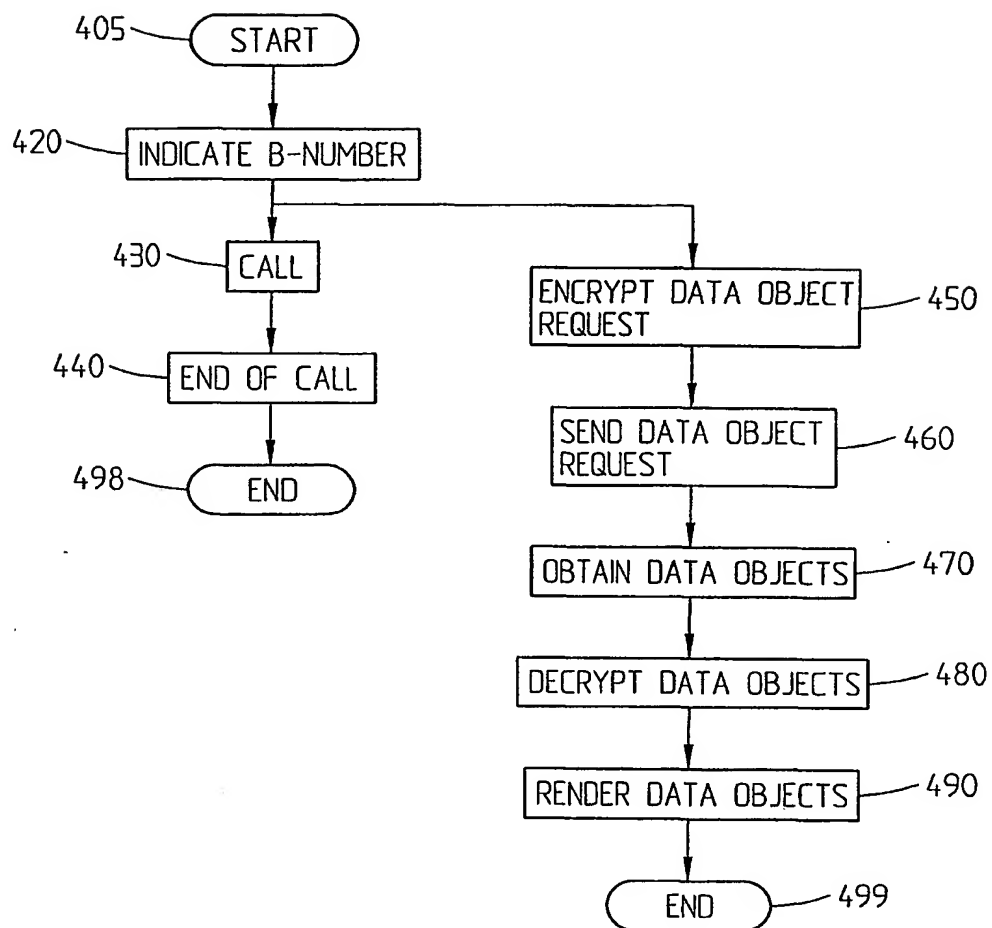 405
START
420
INDICATE B-NUMBER
430
CALL
440
END OF CALL
498
END
ENCRYPT DATA OBJECT
REQUEST
450
SEND DATA OBJECT
REQUEST
460
OBTAIN DATA OBJECTS
470
DECRYPT DATA OBJECTS
480
RENDER DATA OBJECTS
490
END
499